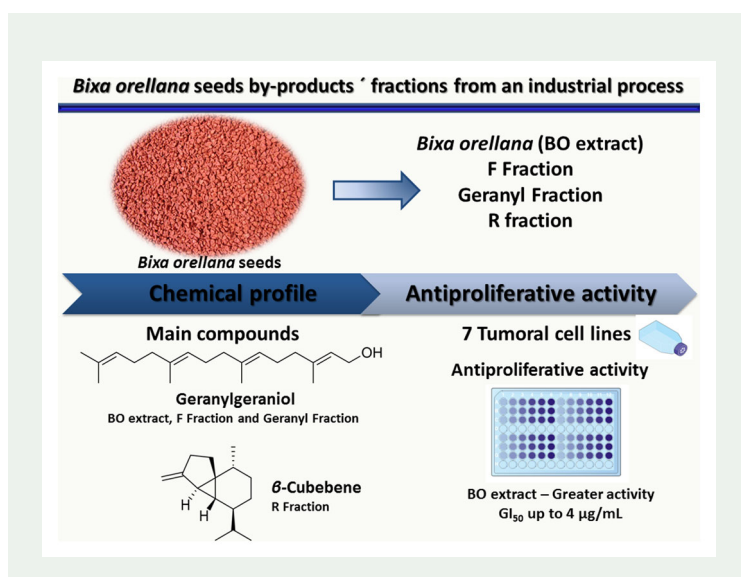 Bixa orellana seeds by-products ´ fractions from an industrial process
Bixa orellana (BO extract)
F Fraction
Geranyl Fraction
R fraction
Bixa orellana seeds
Chemical profile
Antiproliferative activity
Main compounds
OH
Geranylgeraniol
BO extract, F Fraction and Geranyl Fraction
β-Cubebene
R Fraction
H
H
7 Tumoral cell lines
Antiproliferative activity
BO extract – Greater activity
GI50 up to 4 µg/mL